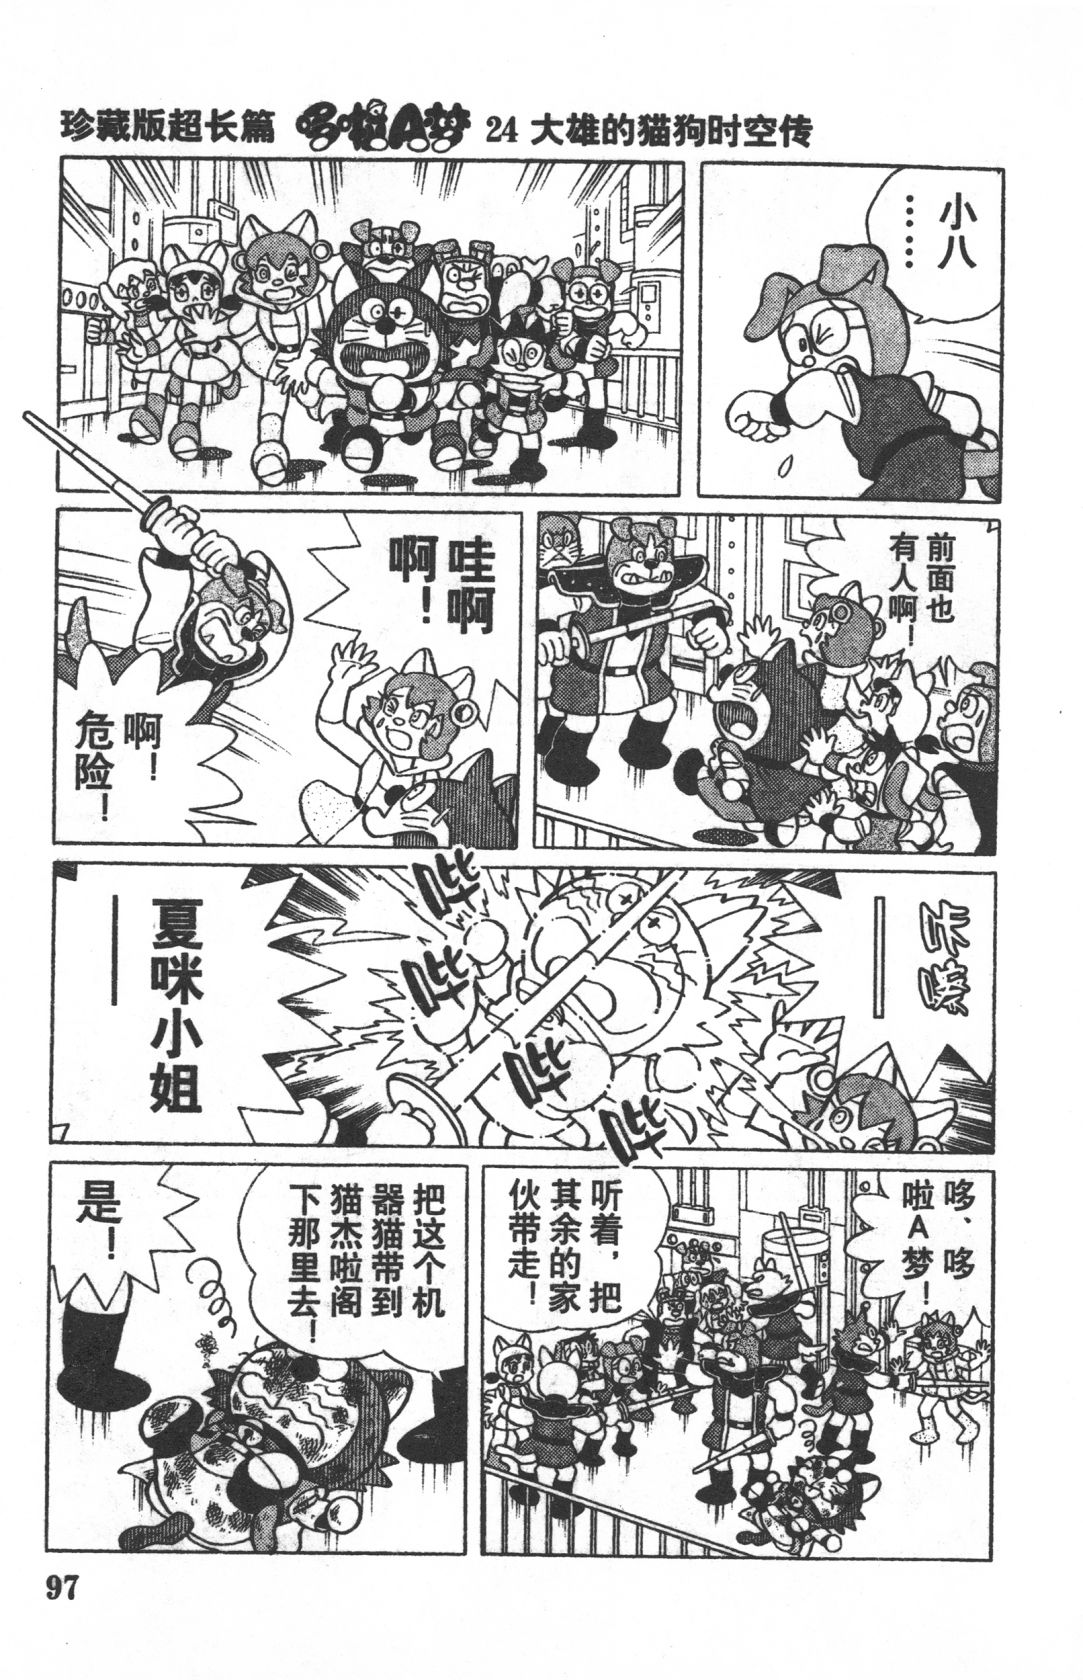 珍藏版超长篇 哆啦A梦 24 大雄的猫狗时空传
小八
……
前面也
有人啊！
哇啊
啊！
啊！
危险！
咔嚓
——
哔
哔
哔
哔
夏咪小姐
——
哆、哆
啦A梦！
听着，把
其余的家
伙带走！
把这个机
器猫带到
猫杰啦阁
下那里去！
是！
97